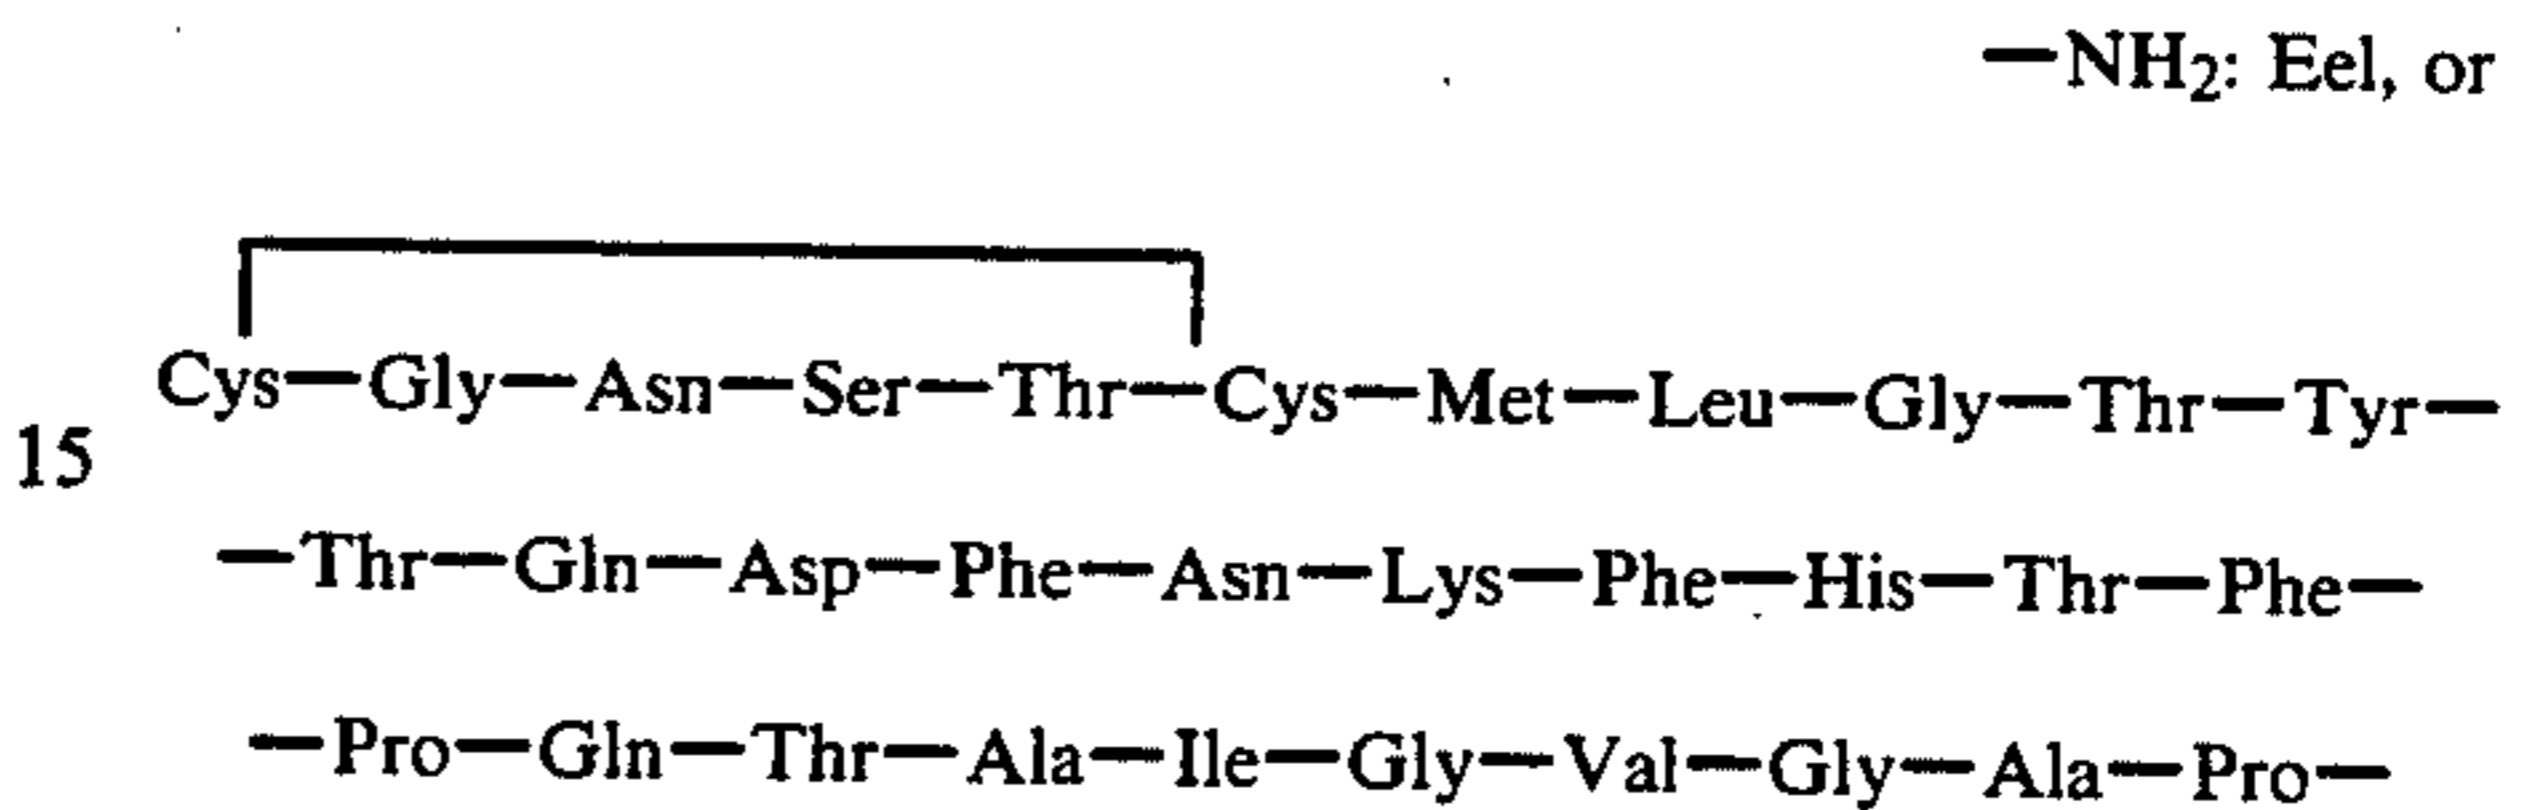 —NH₂: Eel, or
Cys—Gly—Asn—Ser—Thr—Cys—Met—Leu—Gly—Thr—Tyr—
15
—Thr—Gln—Asp—Phe—Asn—Lys—Phe—His—Thr—Phe—
—Pro—Gln—Thr—Ala—Ile—Gly—Val—Gly—Ala—Pro—